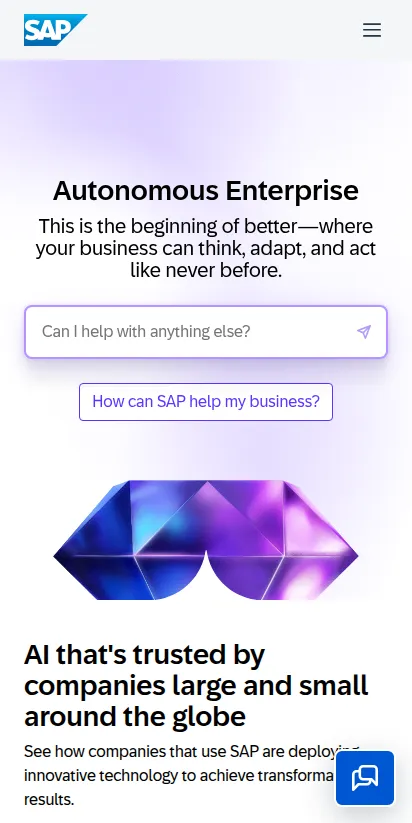 SAP
Autonomous Enterprise
This is the beginning of better—where
your business can think, adapt, and act
like never before.
Can I help with anything else?
How can SAP help my business?
AI that's trusted by
companies large and small
around the globe
See how companies that use SAP are deploying
innovative technology to achieve
results.